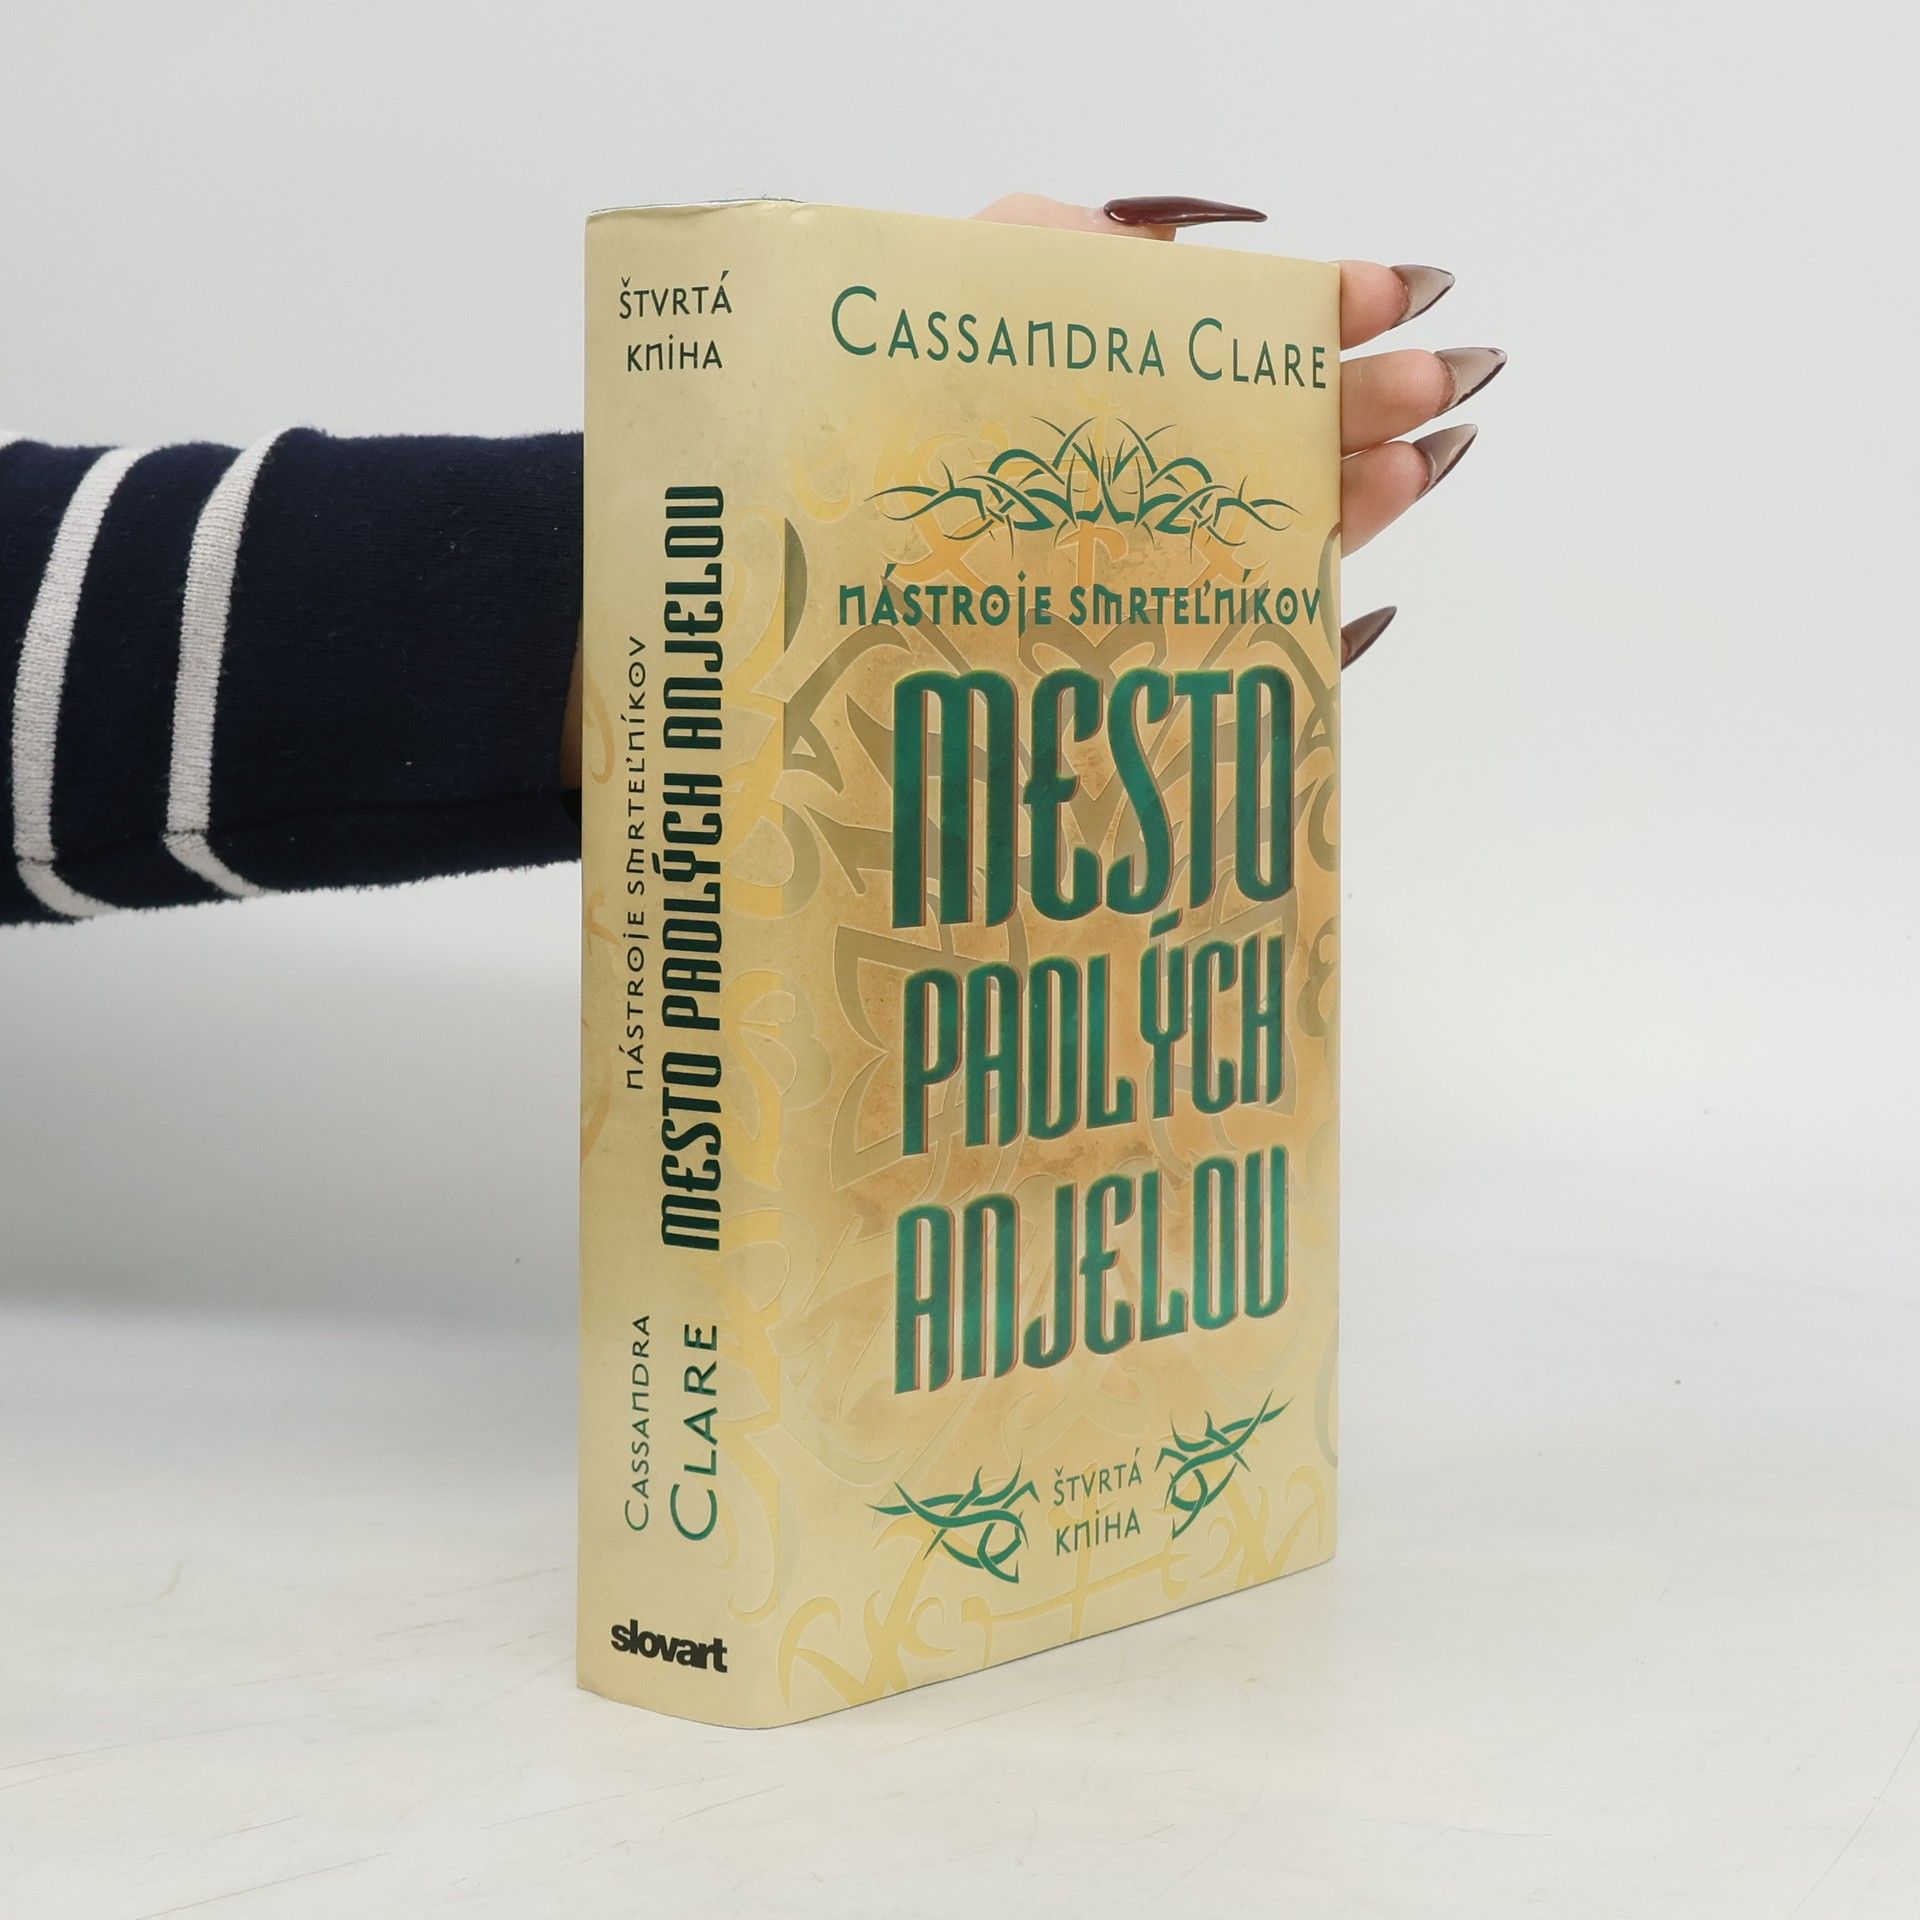 ŠTVRTÁ
KNIHA
NÁSTROJE SMRTEĽNÍKOV
MESTO PADLÝCH ANJELOV
CASSANDRA
CLARE
slovart
CASSANDRA CLARE
NÁSTROJE SMRTEĽNÍKOV
MESTO
PADLÝCH
ANJELOV
ŠTVRTÁ
KNIHA